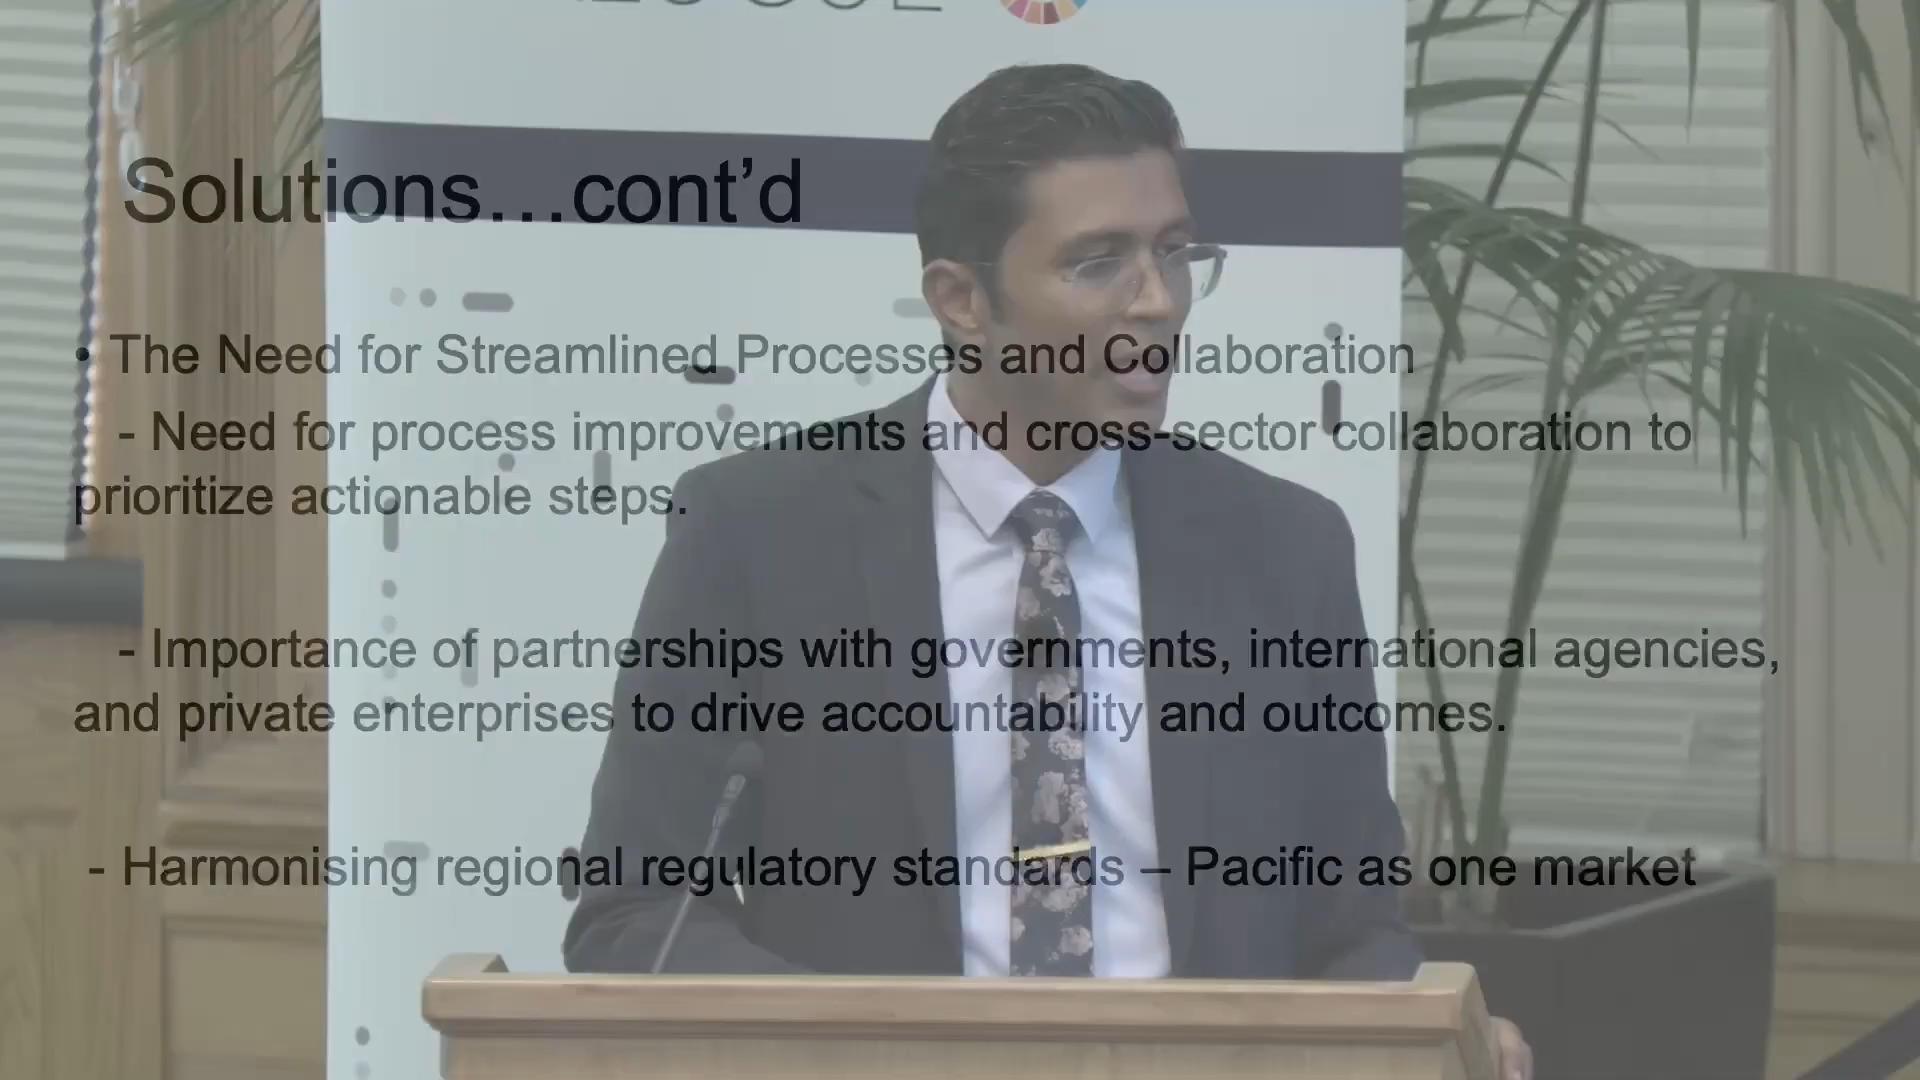 Solutions…cont’d
• The Need for Streamlined Processes and Collaboration
- Need for process improvements and cross-sector collaboration to
prioritize actionable steps.
- Importance of partnerships with governments, international agencies,
and private enterprises to drive accountability and outcomes.
- Harmonising regional regulatory standards – Pacific as one market